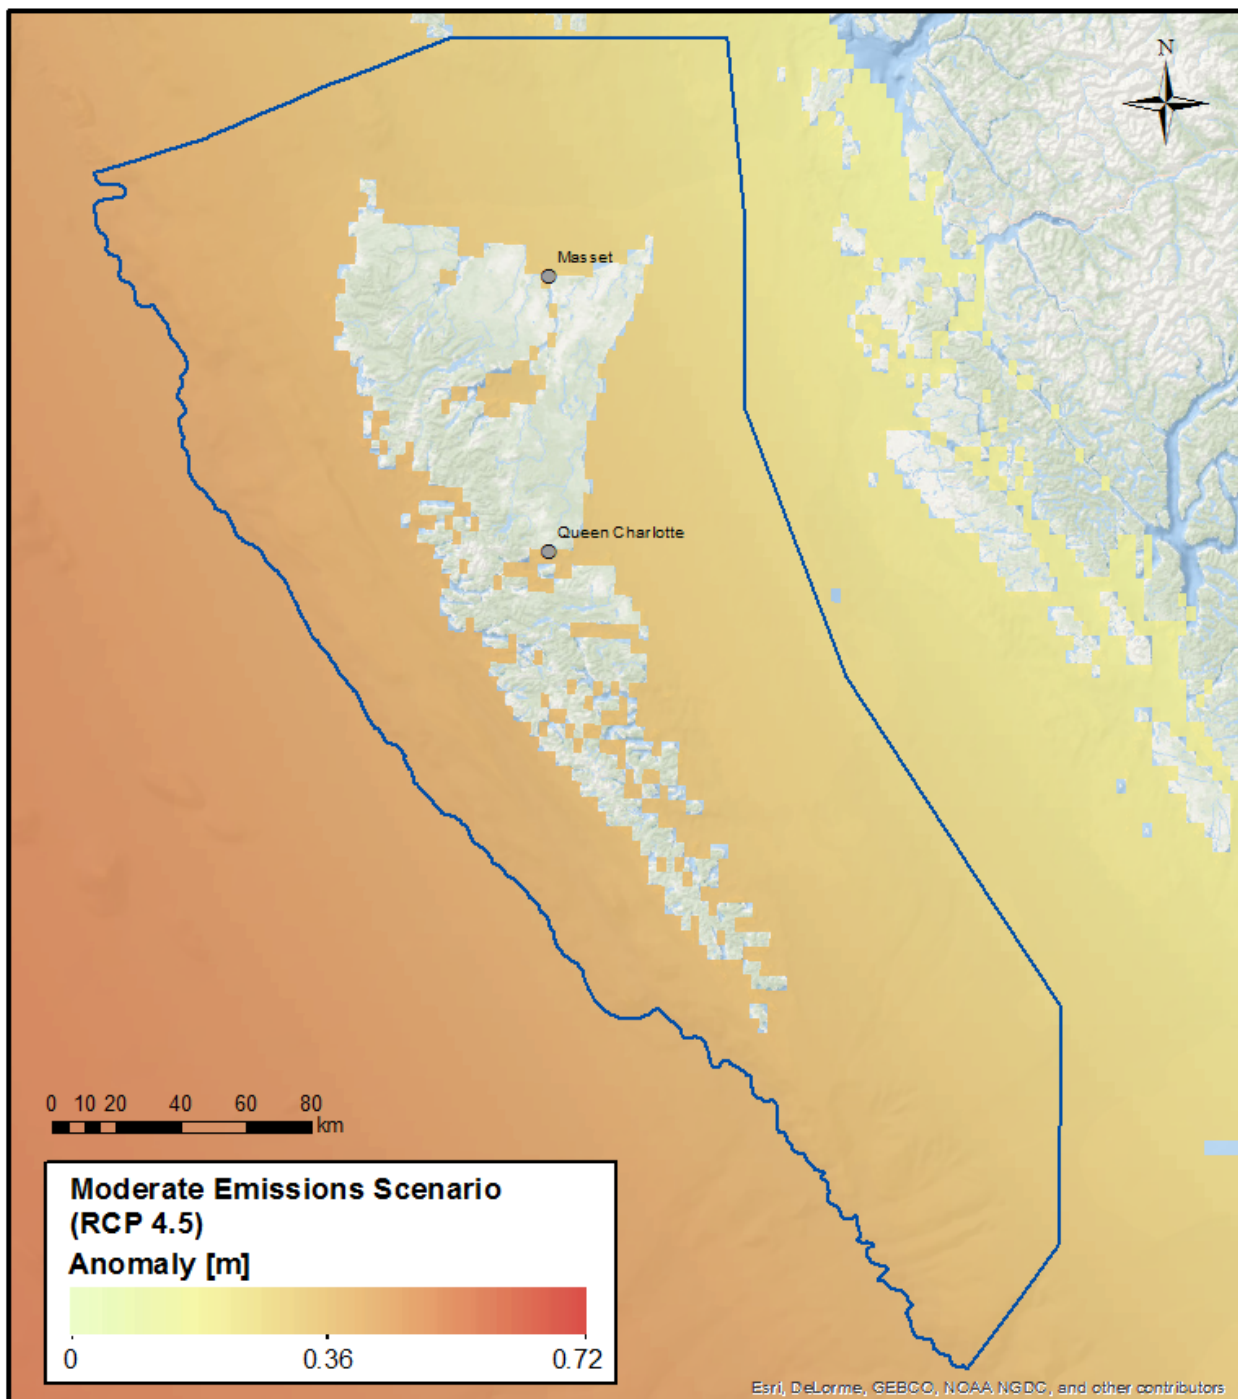 N
Masset
Queen Charlotte
0 10 20 40 60 80
km
Moderate Emissions Scenario
(RCP 4.5)
Anomaly [m]
0 0.36 0.72
Esri, DeLorme, GEBCO, NOAA NGDC, and other contributors